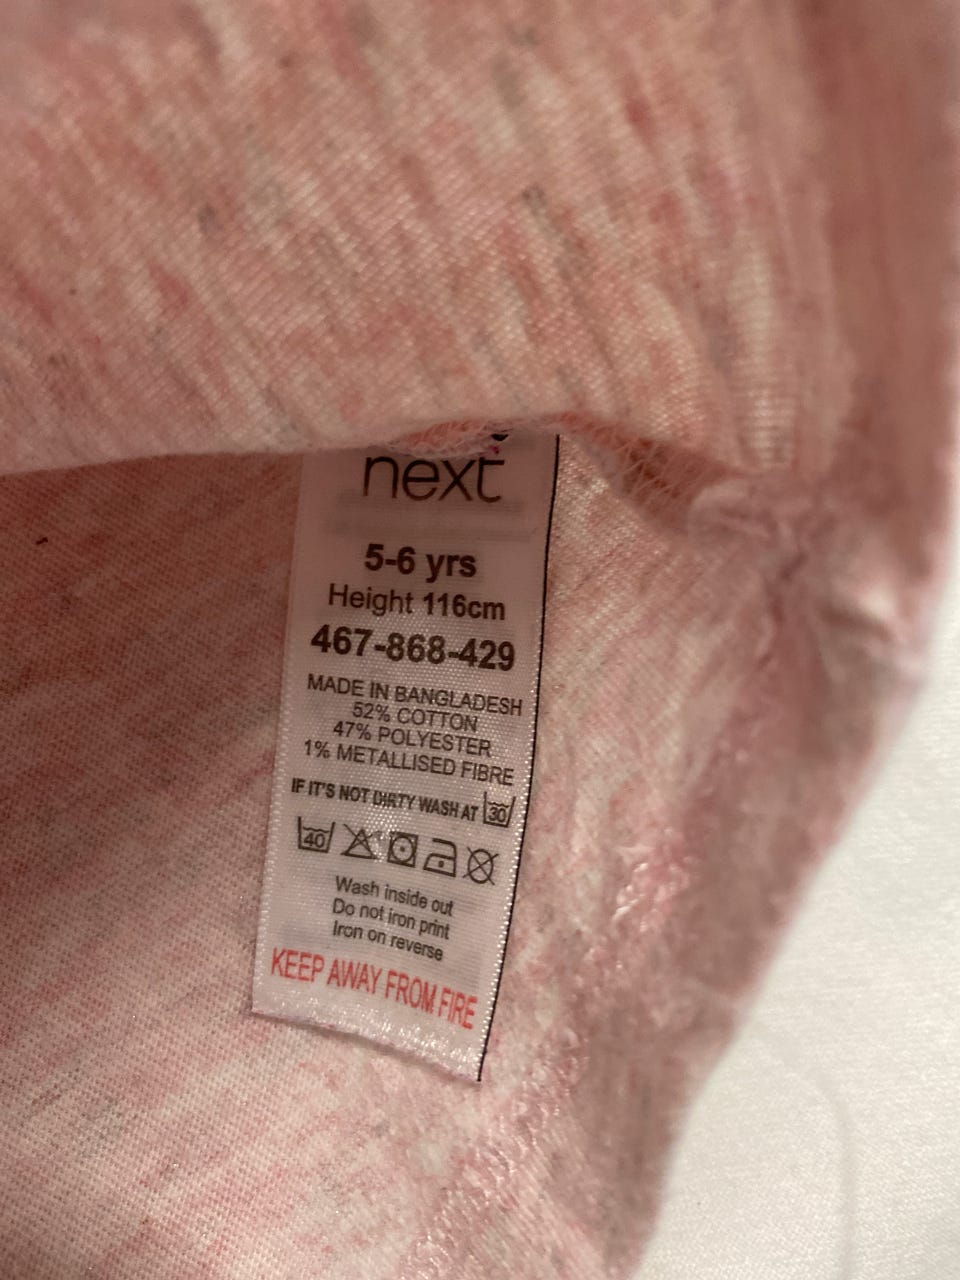 next
5-6 yrs
Height 116cm
467-868-429
MADE IN BANGLADESH
52% COTTON
47% POLYESTER
1% METALLISED FIBRE
IF IT'S NOT DIRTY WASH AT 30
40
Wash inside out
Do not iron print
Iron on reverse
KEEP AWAY FROM FIRE